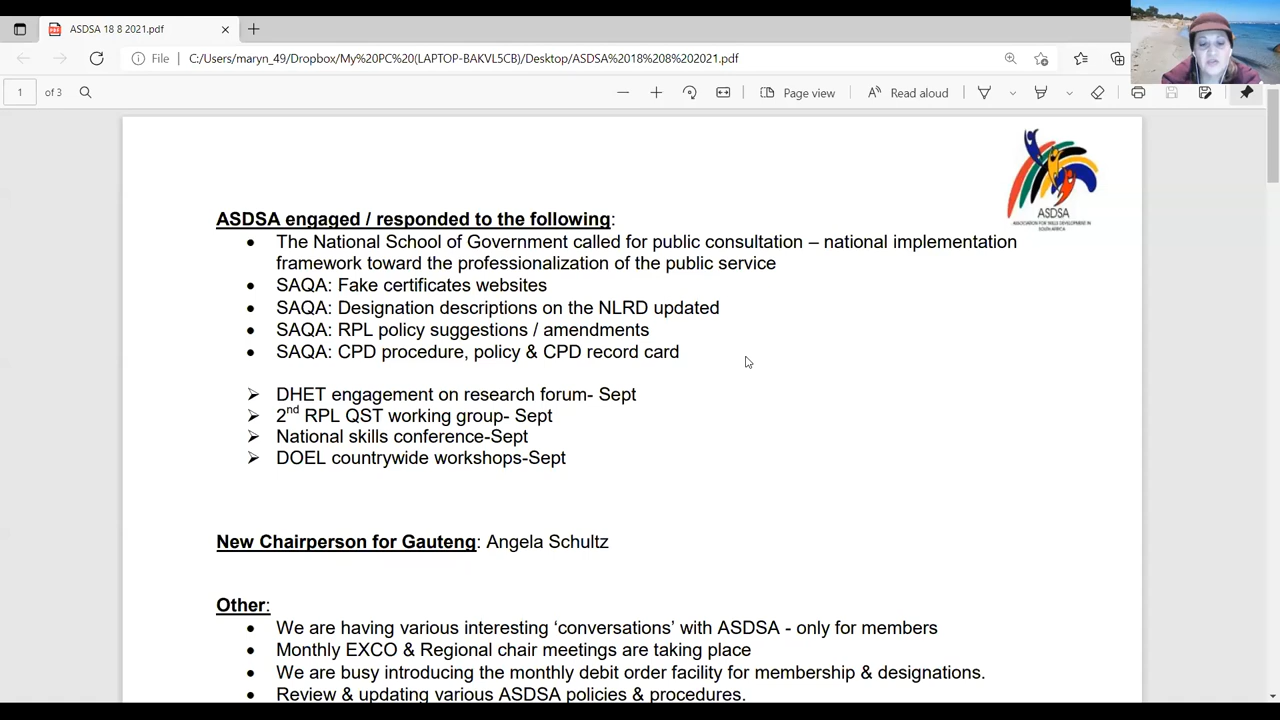 ASDSA 18 8 2021.pdf
File
C:/Users/maryn_49/Dropbox/My%20PC%20(LAPTOP-BAKVL5CB)/Desktop/ASDSA%2018%208%202021.pdf
1 of 3
Page view
Read aloud
ASDSA
ASSOCIATION FOR SKILLS DEVELOPMENT IN
SOUTH AFRICA
ASDSA engaged / responded to the following:
• The National School of Government called for public consultation – national implementation
framework toward the professionalization of the public service
• SAQA: Fake certificates websites
• SAQA: Designation descriptions on the NLRD updated
• SAQA: RPL policy suggestions / amendments
• SAQA: CPD procedure, policy & CPD record card
➢ DHET engagement on research forum- Sept
➢ 2nd RPL QST working group- Sept
➢ National skills conference-Sept
➢ DOEL countrywide workshops-Sept
New Chairperson for Gauteng: Angela Schultz
Other:
• We are having various interesting ‘conversations’ with ASDSA - only for members
• Monthly EXCO & Regional chair meetings are taking place
• We are busy introducing the monthly debit order facility for membership & designations.
• Review & updating various ASDSA policies & procedures.